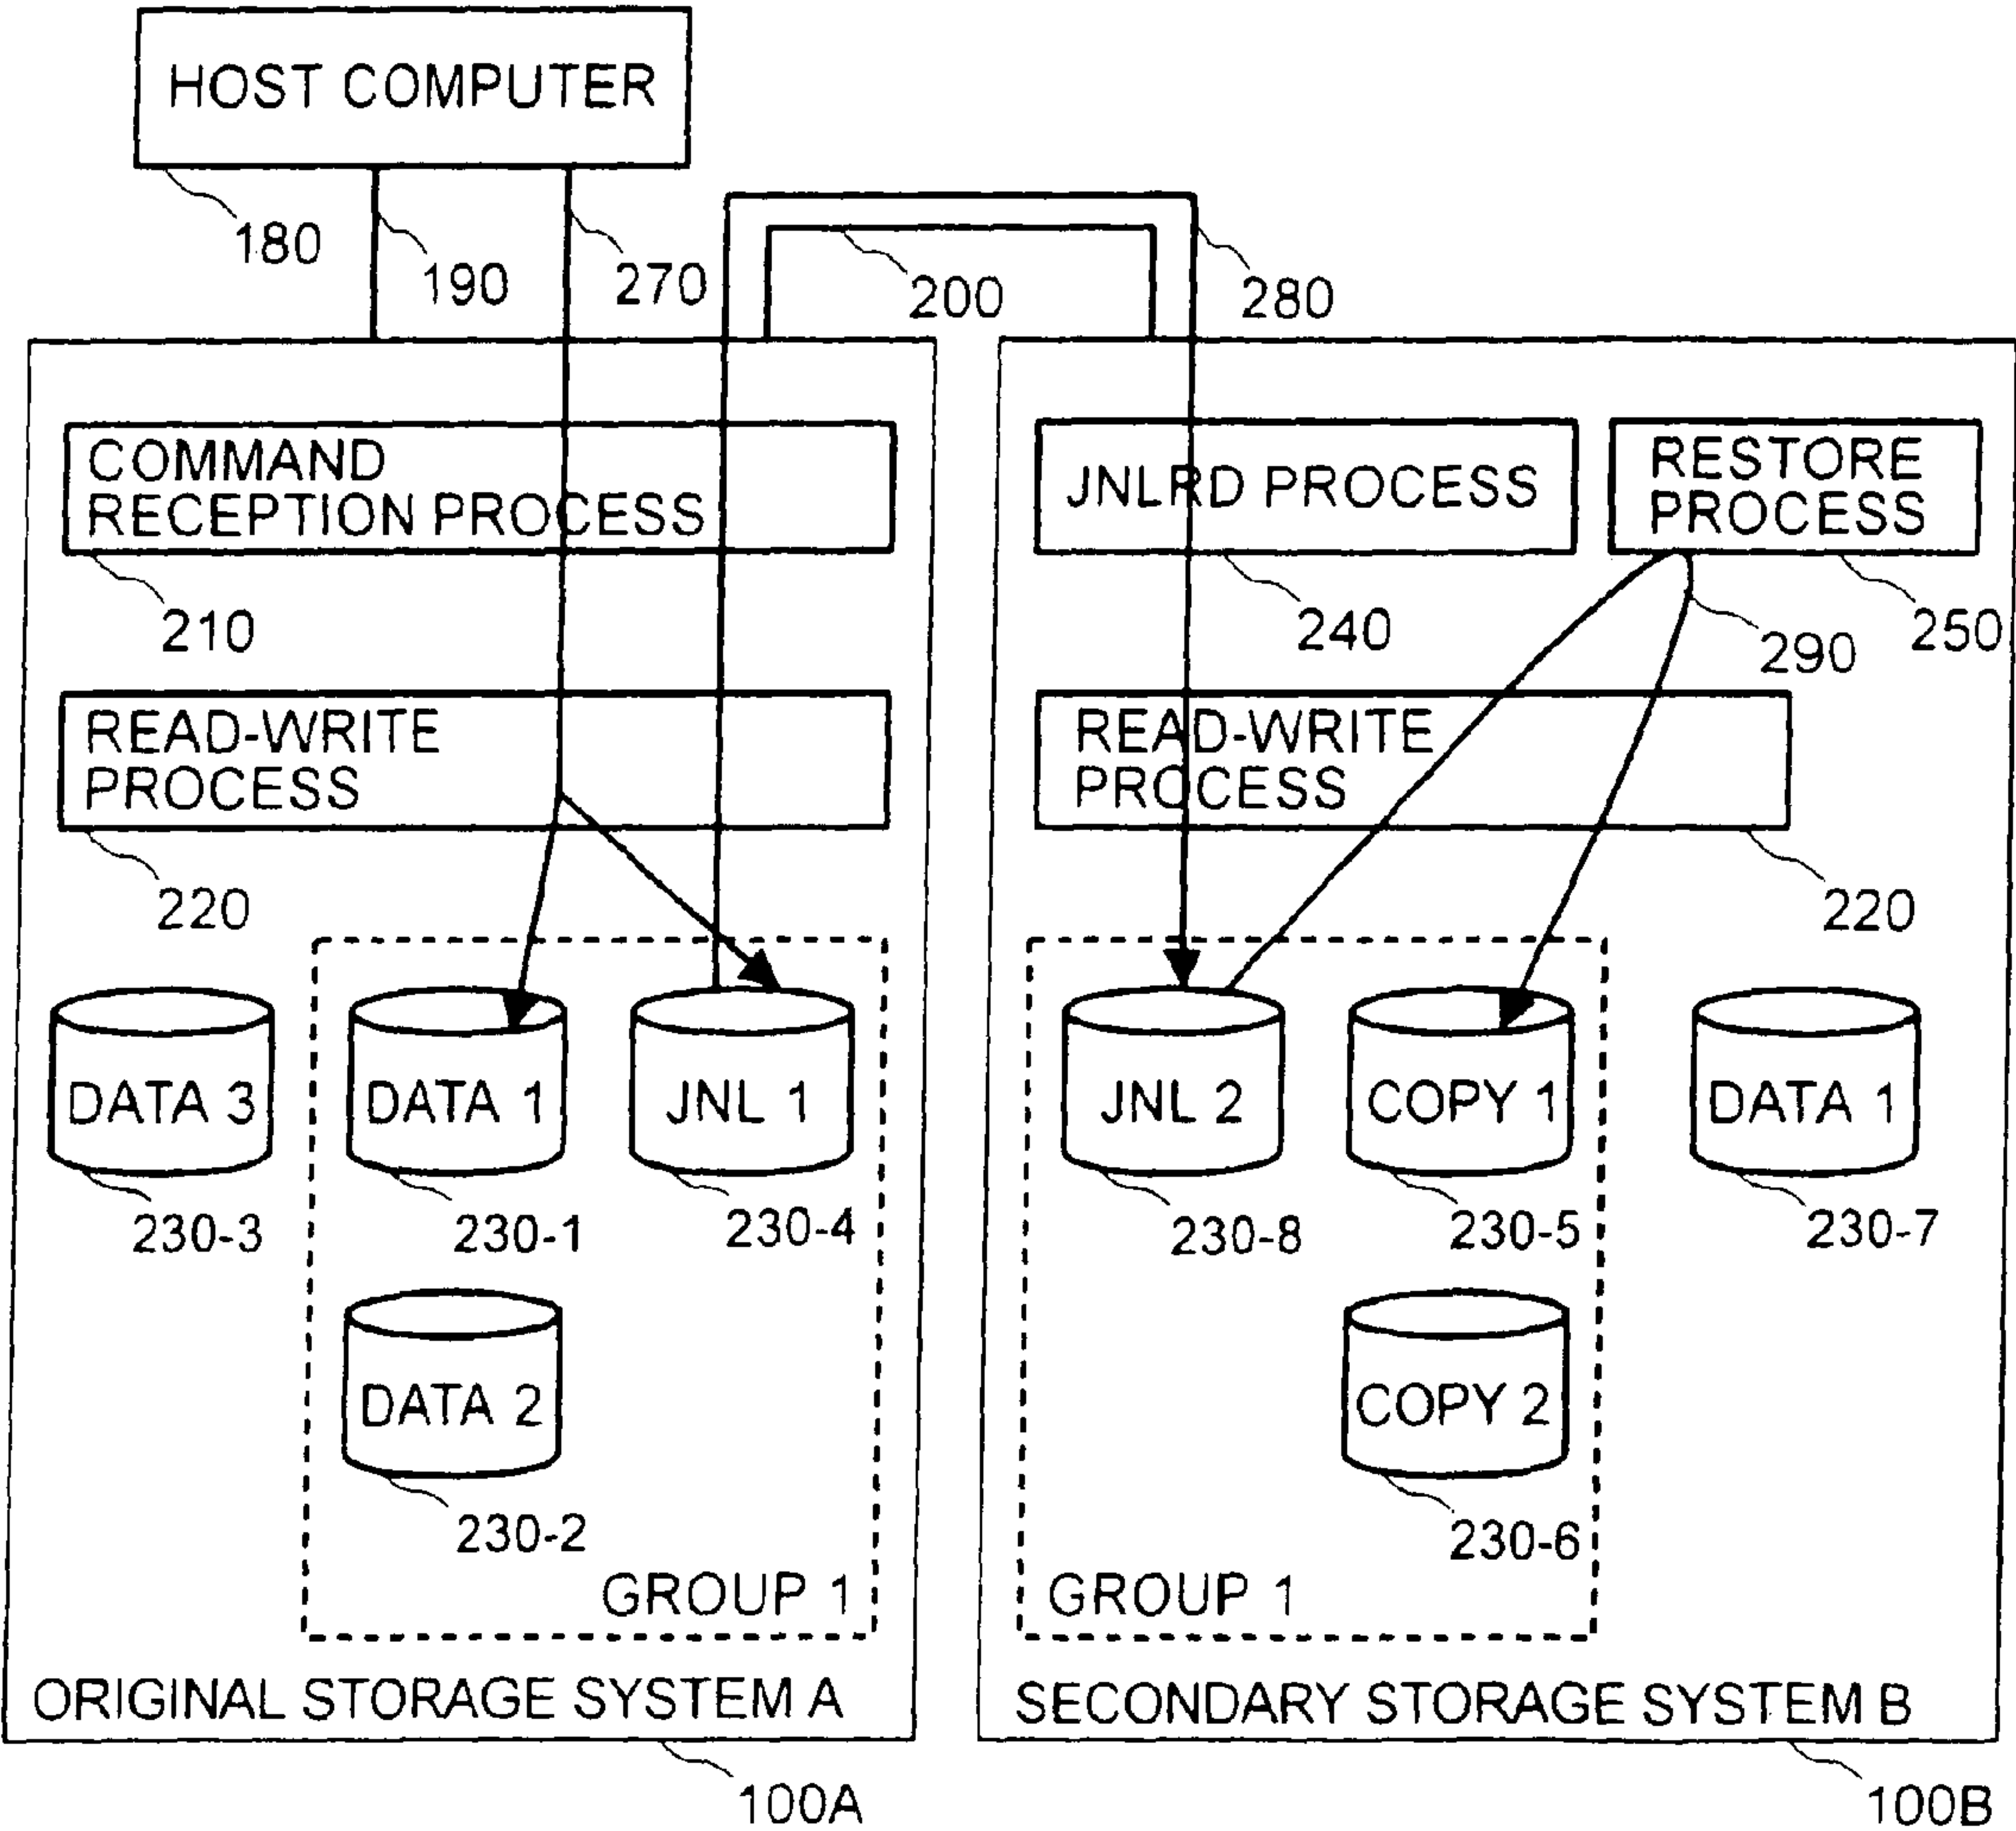 HOST COMPUTER
180
190
270
200
280
COMMAND
RECEPTION PROCESS
210
JNLRD PROCESS
240
RESTORE
PROCESS
250
290
READ-WRITE
PROCESS
220
READ-WRITE
PROCESS
220
DATA 3
230-3
DATA 1
230-1
JNL 1
230-4
JNL 2
230-8
COPY 1
230-5
DATA 1
230-7
DATA 2
230-2
COPY 2
230-6
GROUP 1
GROUP 1
ORIGINAL STORAGE SYSTEM A
SECONDARY STORAGE SYSTEM B
100A
100B